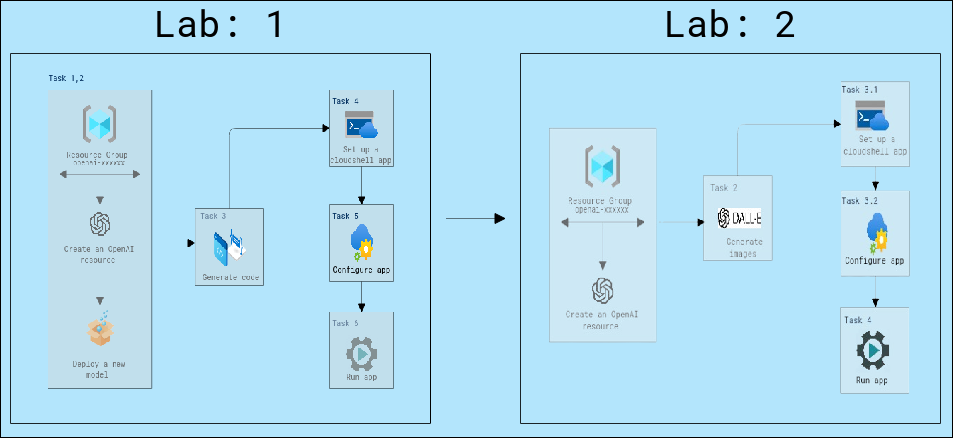 Lab: 1
Task 1,2
Resource Group
openai-xxxxxx
Create an OpenAI
resource
Deploy a new
model
Task 3
Generate code
Task 4
Set up a
cloudshell app
Task 5
Configure app
Task 6
Run app
Lab: 2
Resource Group
openai-xxxxxx
Create an OpenAI
resource
Task 2
DALL·E
Generate
images
Task 3.1
Set up a
cloudshell app
Task 3.2
Configure app
Task 4
Run app